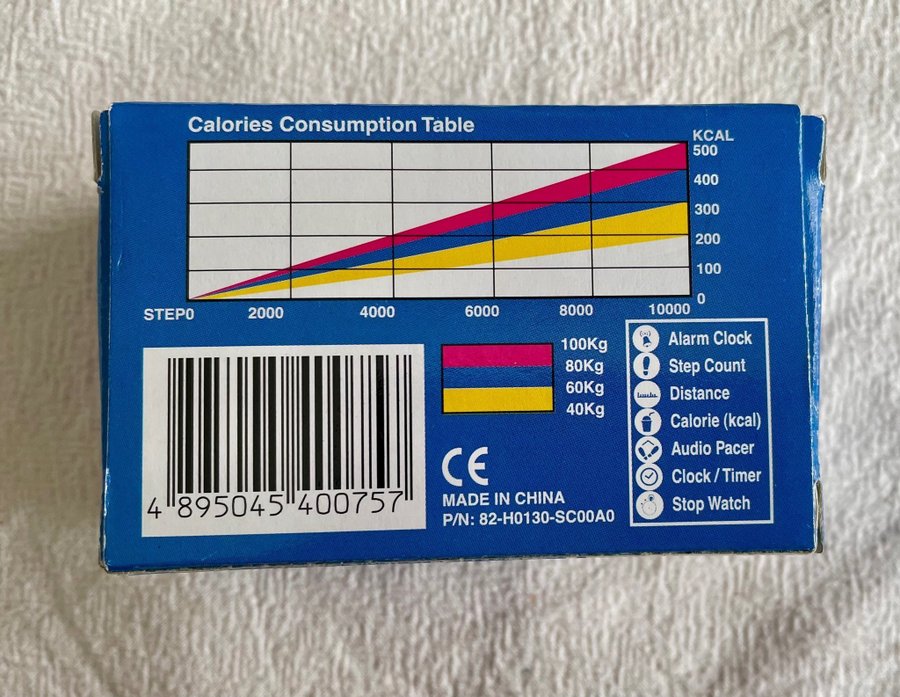 Calories Consumption Table
KCAL
500
400
300
200
100
0
STEP0 2000 4000 6000 8000 10000
100Kg
80Kg
60Kg
40Kg
Alarm Clock
Step Count
Distance
Calorie (kcal)
Audio Pacer
Clock / Timer
Stop Watch
4 895045 400757
CE
MADE IN CHINA
P/N: 82-H0130-SC00A0